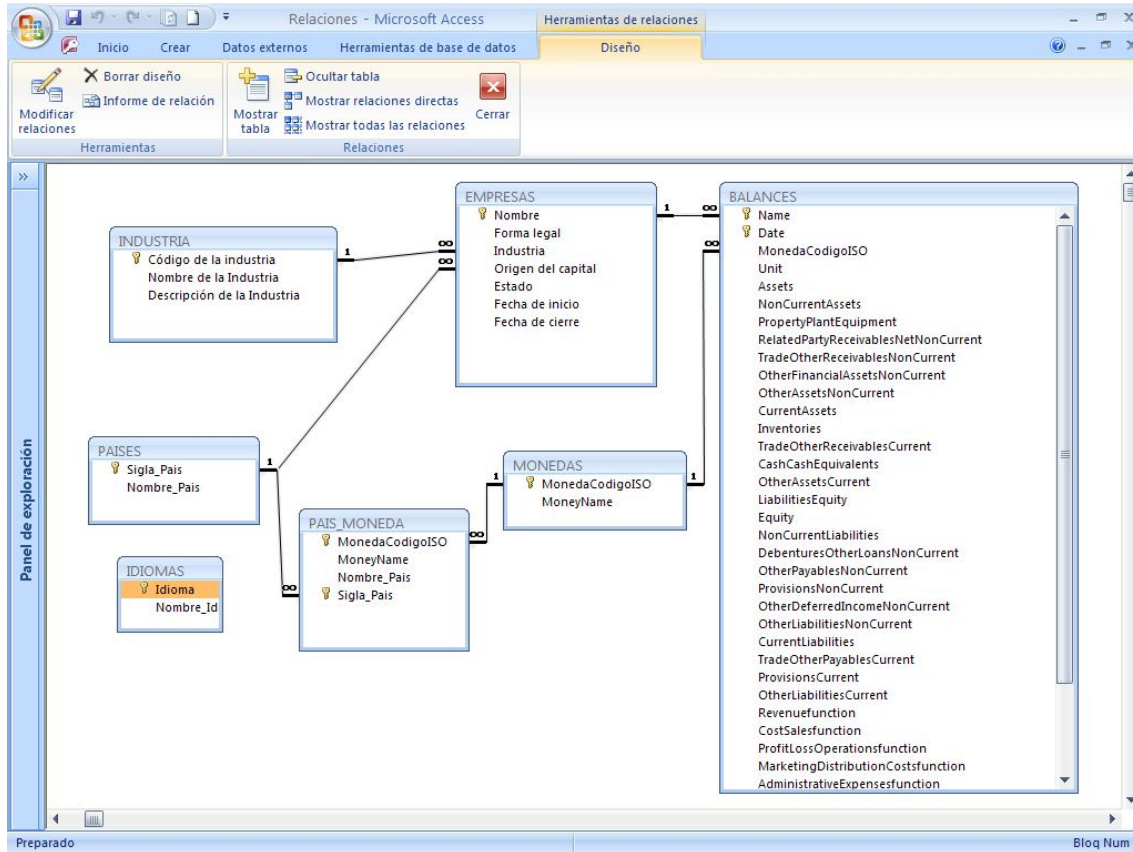 Relaciones - Microsoft Access
Herramientas de relaciones
Inicio
Crear
Datos externos
Herramientas de base de datos
Diseño
Modificar relaciones
Borrar diseño
Informe de relación
Herramientas
Mostrar tabla
Ocultar tabla
Mostrar relaciones directas
Mostrar todas las relaciones
Cerrar
Relaciones
Panel de exploración
INDUSTRIA
Código de la industria
Nombre de la Industria
Descripción de la Industria
1
∞
EMPRESAS
Nombre
Forma legal
Industria
Origen del capital
Estado
Fecha de inicio
Fecha de cierre
∞
1
∞
∞
BALANCES
Name
Date
MonedaCodigoISO
Unit
Assets
NonCurrentAssets
PropertyPlantEquipment
RelatedPartyReceivablesNetNonCurrent
TradeOtherReceivablesNonCurrent
OtherFinancialAssetsNonCurrent
OtherAssetsNonCurrent
CurrentAssets
Inventories
TradeOtherReceivablesCurrent
CashCashEquivalents
OtherAssetsCurrent
LiabilitiesEquity
Equity
NonCurrentLiabilities
DebenturesOtherLoansNonCurrent
OtherPayablesNonCurrent
ProvisionsNonCurrent
OtherDeferredIncomeNonCurrent
OtherLiabilitiesNonCurrent
CurrentLiabilities
TradeOtherPayablesCurrent
ProvisionsCurrent
OtherLiabilitiesCurrent
Revenuefunction
CostSalesfunction
ProfitLossOperationsfunction
MarketingDistributionCostsfunction
AdministrativeExpensesfunction
PAISES
Sigla_Pais
Nombre_Pais
1
IDIOMAS
Idioma
Nombre_Id
∞
PAIS_MONEDA
MonedaCodigoISO
MoneyName
Nombre_Pais
Sigla_Pais
∞
1
MONEDAS
MonedaCodigoISO
MoneyName
1
Preparado
Bloq Num